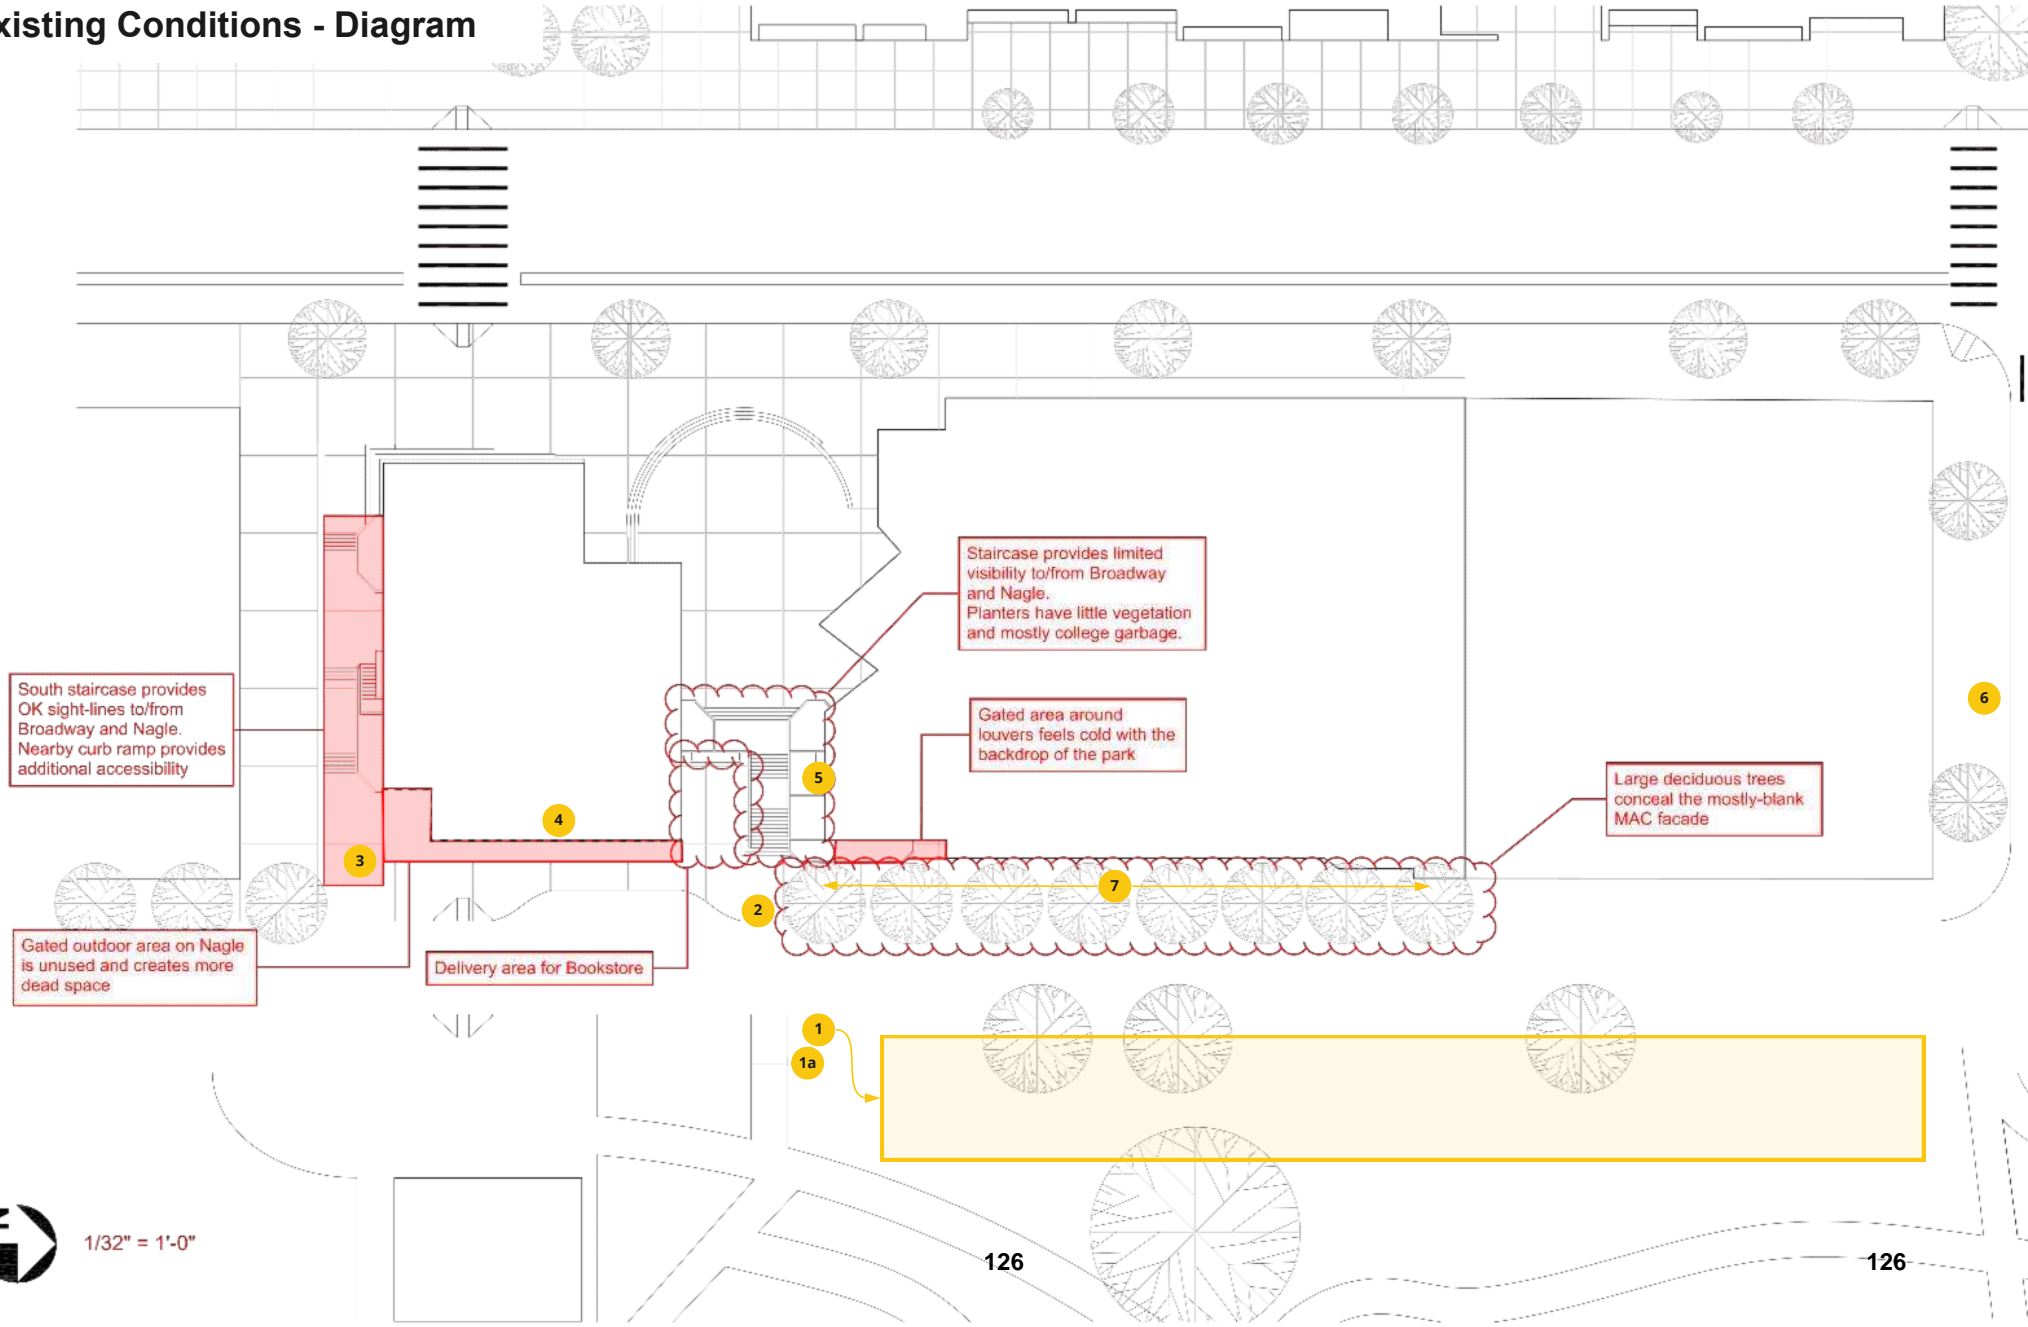 xisting Conditions - Diagram
Staircase provides limited
visibility to/from Broadway
and Nagle.
Planters have little vegetation
and mostly college garbage.
South staircase provides
OK sight-lines to/from
Broadway and Nagle.
Nearby curb ramp provides
additional accessibility
6
Gated area around
louvers feels cold with the
backdrop of the park
5
Large deciduous trees
conceal the mostly-blank
MAC facade
4
3
7
2
Gated outdoor area on Nagle
is unused and creates more
dead space
Delivery area for Bookstore
1
1a
1/32" = 1'-0"
126
126